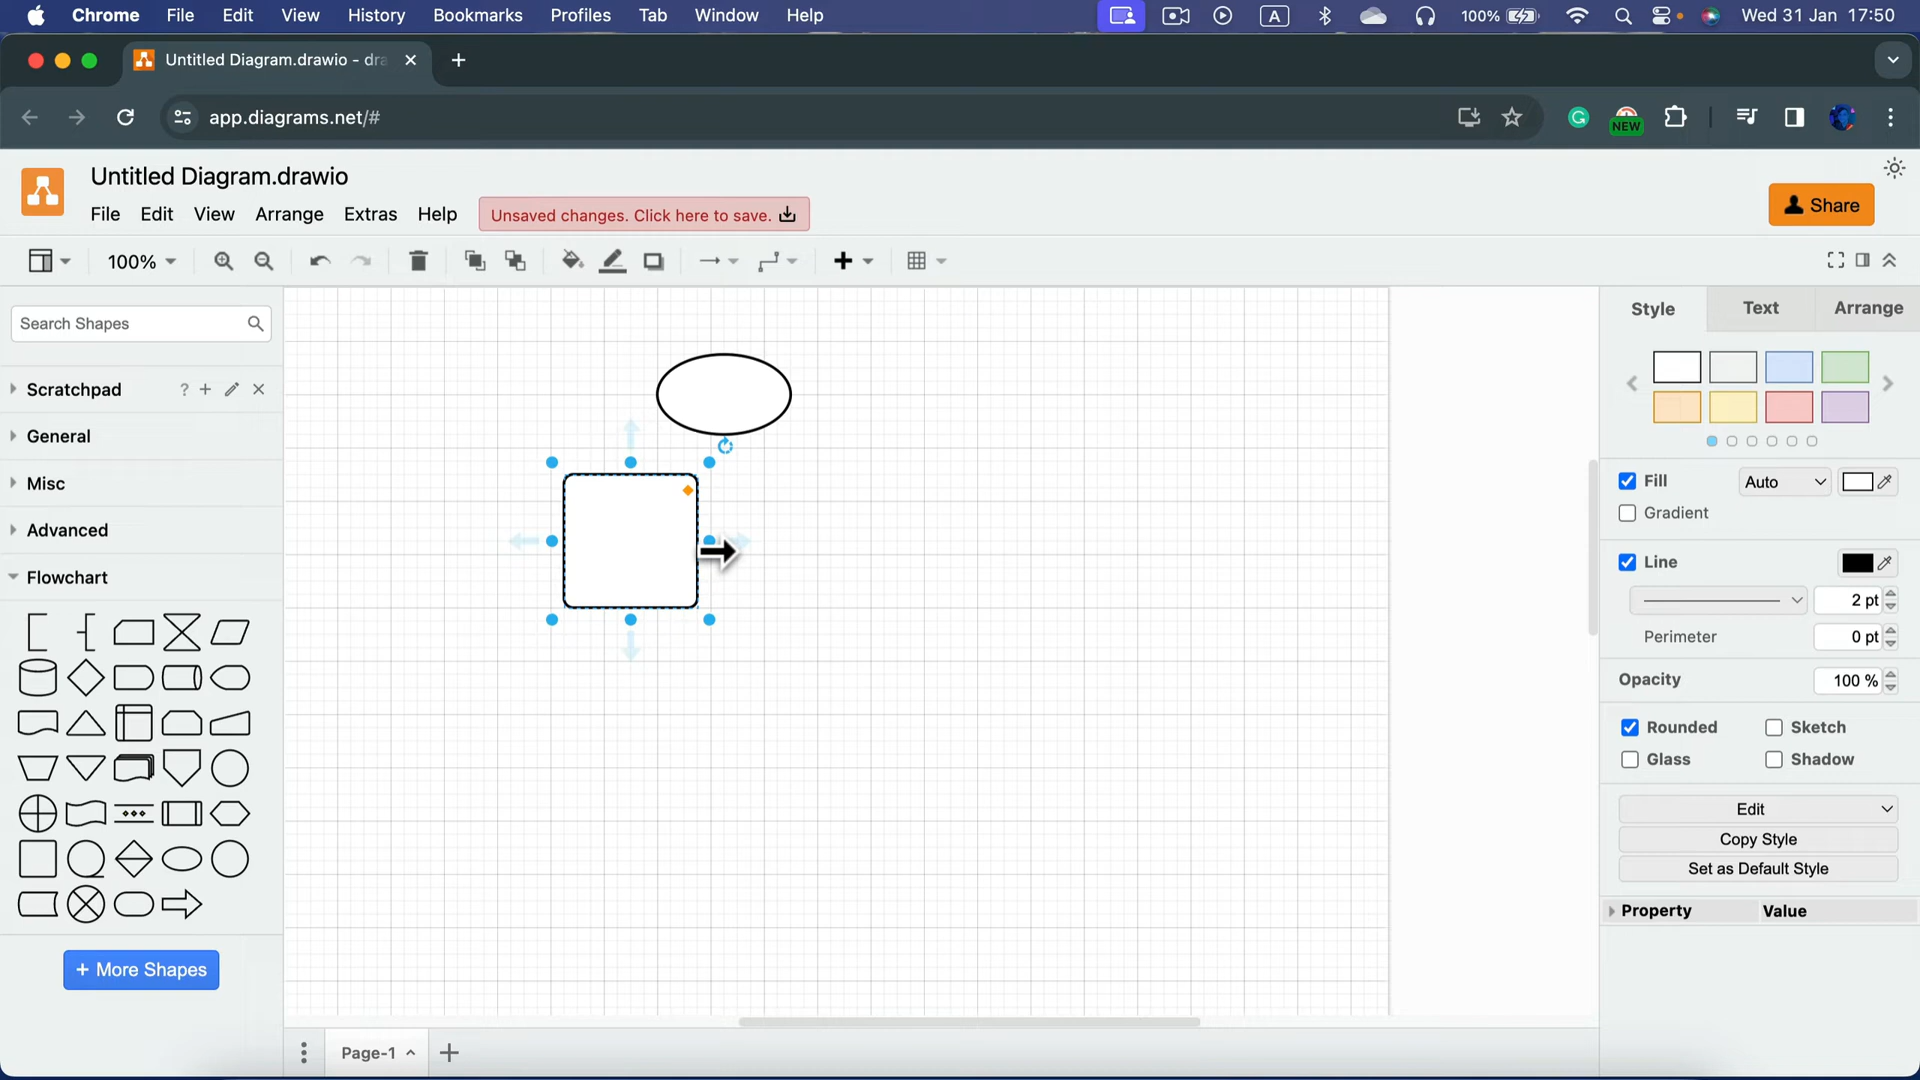 Chrome File Edit View History Bookmarks Profiles Tab Window Help A 100% Wed 31 Jan 17:50
Untitled Diagram.drawio - dra
app.diagrams.net/# G NEW
Untitled Diagram.drawio
File Edit View Arrange Extras Help Unsaved changes. Click here to save. Share
100%
Search Shapes Style Text Arrange
Scratchpad ?
General
Misc
Fill Auto
Gradient
Advanced
Line
Flowchart
2 pt
Perimeter 0 pt
Opacity 100 %
Rounded Sketch
Glass Shadow
Edit
Copy Style
Set as Default Style
Property Value
+ More Shapes
Page-1